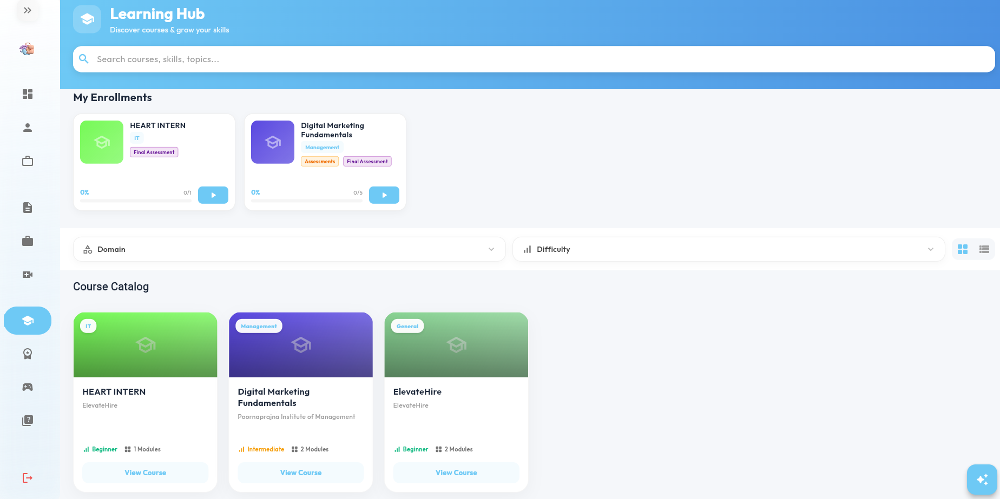 Learning Hub
Discover courses & grow your skills
Search courses, skills, topics...
My Enrollments
HEART INTERN
IT
Final Assessment
0%
0/1
Digital Marketing
Fundamentals
Management
Assessments
Final Assessment
0%
0/5
Domain
Difficulty
Course Catalog
IT
HEART INTERN
ElevateHire
Beginner
1 Modules
View Course
Management
Digital Marketing
Fundamentals
Poornaprajna Institute of Management
Intermediate
2 Modules
View Course
General
ElevateHire
ElevateHire
Beginner
2 Modules
View Course